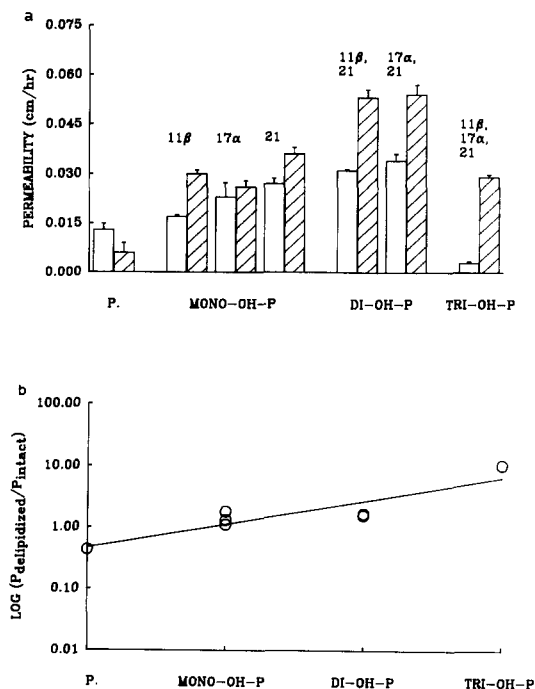 a
PERMEABILITY (cm/hr)
0.075
0.060
0.045
0.030
0.015
0.000
11β
17α
21
11β,
21
17α,
21
11β,
17α,
21
P.
MONO-OH-P
DI-OH-P
TRI-OH-P
b
LOG (Pdelipidized/Pintact)
100.00
10.00
1.00
0.10
0.01
P.
MONO-OH-P
DI-OH-P
TRI-OH-P